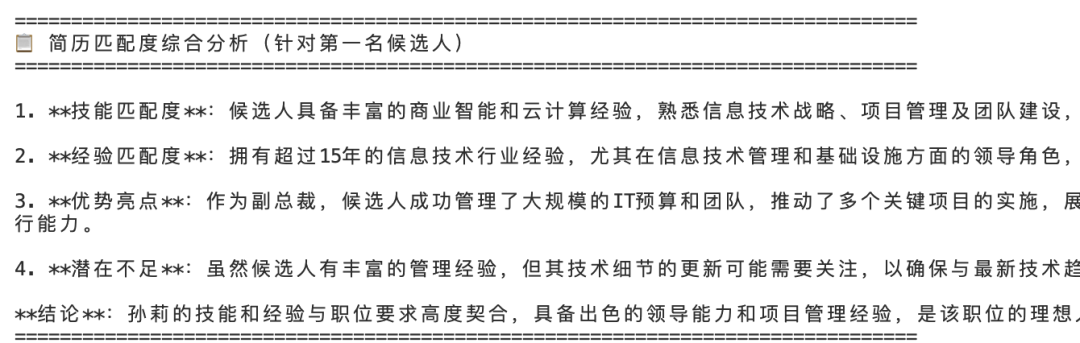 ================================================================================
📋 简历匹配度综合分析（针对第一名候选人）
================================================================================
1. **技能匹配度**: 候选人具备丰富的商业智能和云计算经验，熟悉信息技术战略、项目管理及团队建设，
2. **经验匹配度**: 拥有超过15年的信息技术行业经验，尤其在信息技术管理和基础设施方面的领导角色，
3. **优势亮点**: 作为副总裁，候选人成功管理了大规模的IT预算和团队，推动了多个关键项目的实施，展
行能力。
4. **潜在不足**: 虽然候选人有丰富的管理经验，但其技术细节的更新可能需要关注，以确保与最新技术趋
**结论**: 孙莉的技能和经验与职位要求高度契合，具备出色的领导能力和项目管理经验，是该职位的理想
================================================================================